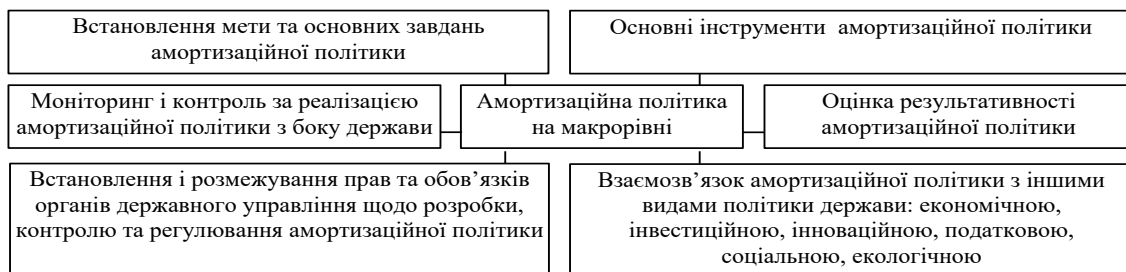 Встановлення мети та основних завдань
амортизаційної політики
Основні інструменти амортизаційної політики
Моніторинг і контроль за реалізацією
амортизаційної політики з боку держави
Амортизаційна політика
на макрорівні
Оцінка результативності
амортизаційної політики
Встановлення і розмежування прав та обов’язків
органів державного управління щодо розробки,
контролю та регулювання амортизаційної політики
Взаємозв’язок амортизаційної політики з іншими
видами політики держави: економічною,
інвестиційною, інноваційною, податковою,
соціальною, екологічною